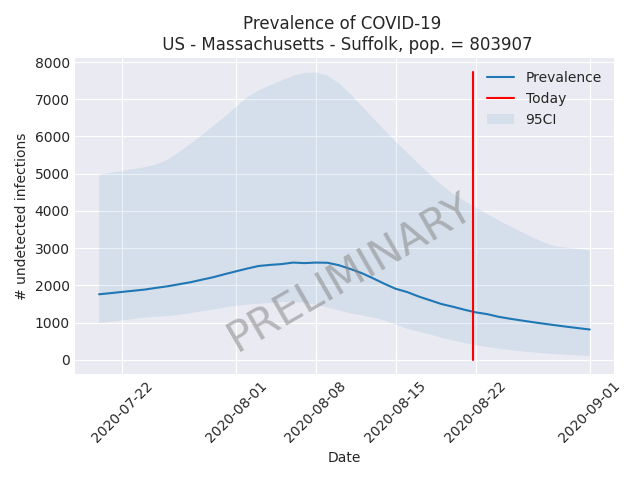 Prevalence of COVID-19
US - Massachusetts - Suffolk, pop. = 803907
8000
7000
6000
5000
4000
3000
2000
1000
0
# undetected infections
Prevalence
Today
95CI
PRELIMINARY
2020-07-22
2020-08-01
2020-08-08
2020-08-15
2020-08-22
2020-09-01
Date